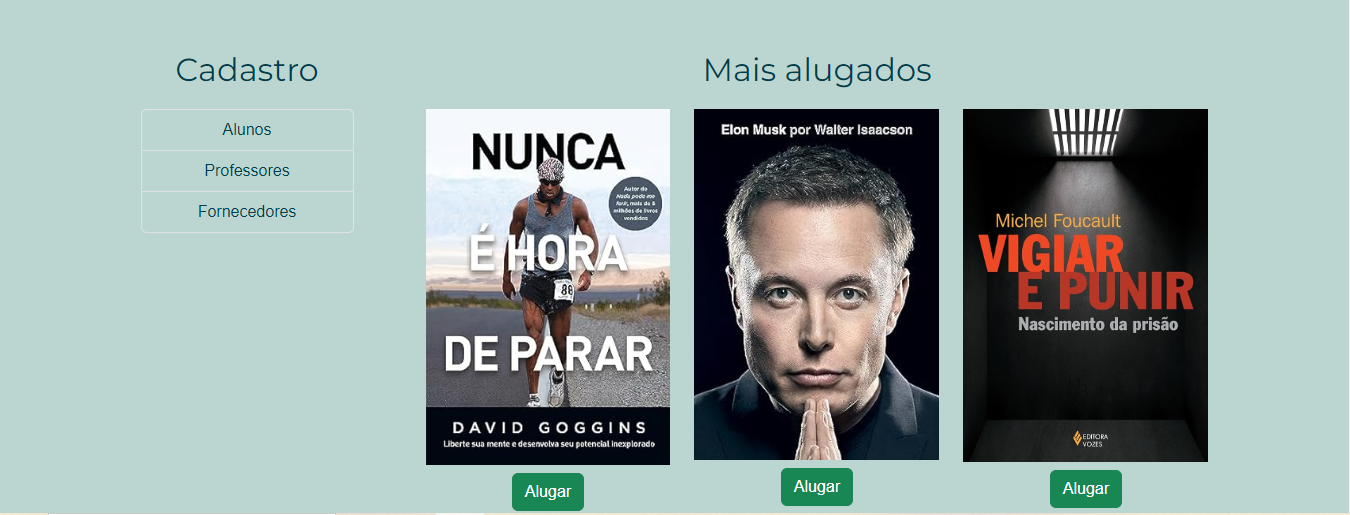 Cadastro
Alunos
Professores
Fornecedores
Mais alugados
NUNCA
Autor do
Nada pode me
ferir, mais de 5
milhões de livros
vendidos
É HORA
88
DE PARAR
DAVID GOGGINS
Liberte sua mente e desenvolva seu potencial inexplorado
Alugar
Elon Musk por Walter Isaacson
Alugar
Michel Foucault
VIGIAR
E PUNIR
Nascimento da prisão
EDITORA
VOZES
Alugar